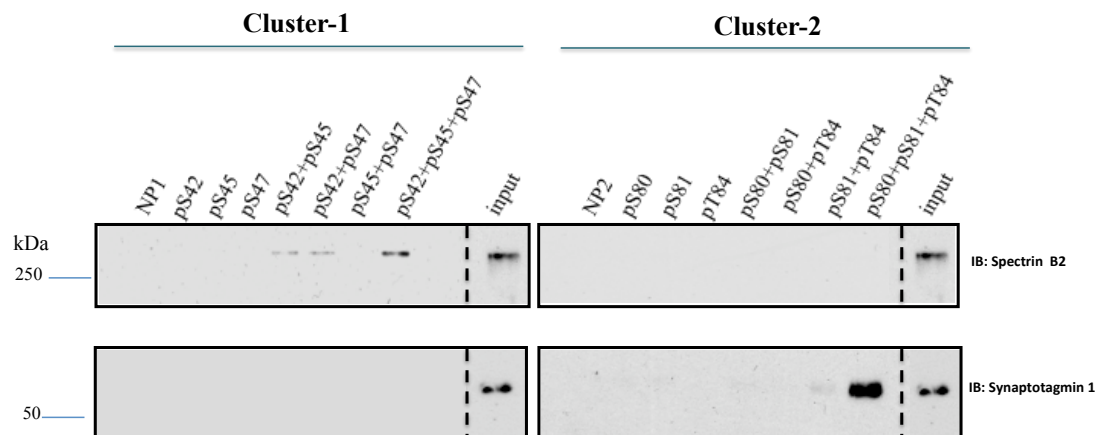 Cluster-1
Cluster-2
NP1
pS42
pS45
pS47
pS42+pS45
pS42+pS47
pS45+pS47
pS42+pS45+pS47
input
NP2
pS80
pS81
pT84
pS80+pS81
pS80+pT84
pS81+pT84
pS80+pS81+pT84
input
kDa
250
IB: Spectrin B2
50
IB: Synaptotagmin 1